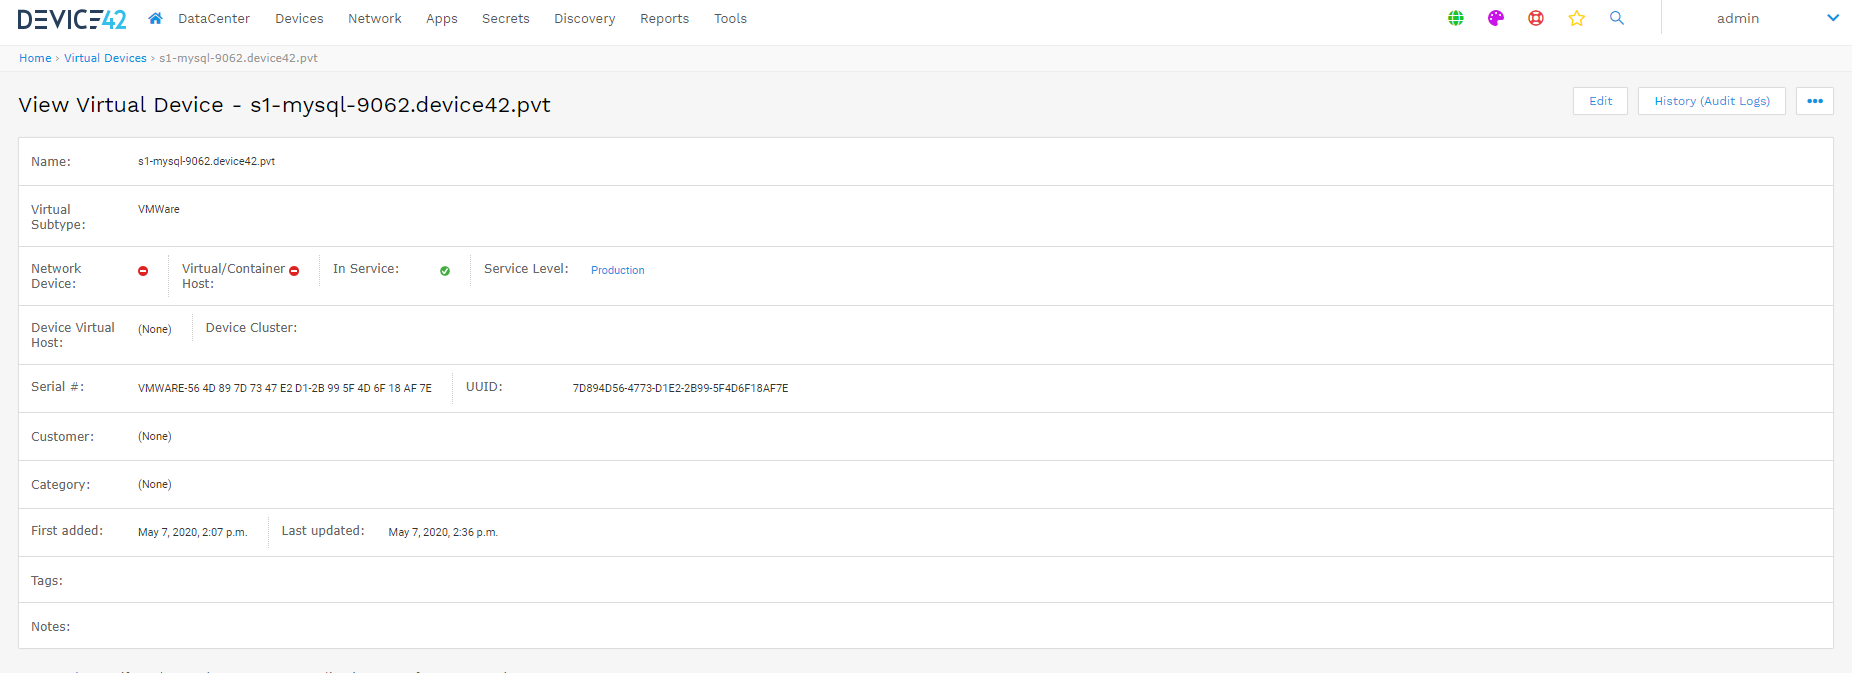 DEVICE42 DataCenter Devices Network Apps Secrets Discovery Reports Tools admin
Home › Virtual Devices › s1-mysql-9062.device42.pvt
View Virtual Device - s1-mysql-9062.device42.pvt Edit History (Audit Logs) •••
Name: s1-mysql-9062.device42.pvt
Virtual
Subtype: VMWare
Network
Device: Virtual/Container
Host: In Service: Service Level: Production
Device Virtual
Host: (None) Device Cluster:
Serial #: VMWARE-56 4D 89 7D 73 47 E2 D1-2B 99 5F 4D 6F 18 AF 7E UUID: 7D894D56-4773-D1E2-2B99-5F4D6F18AF7E
Customer: (None)
Category: (None)
First added: May 7, 2020, 2:07 p.m. Last updated: May 7, 2020, 2:36 p.m.
Tags:
Notes: